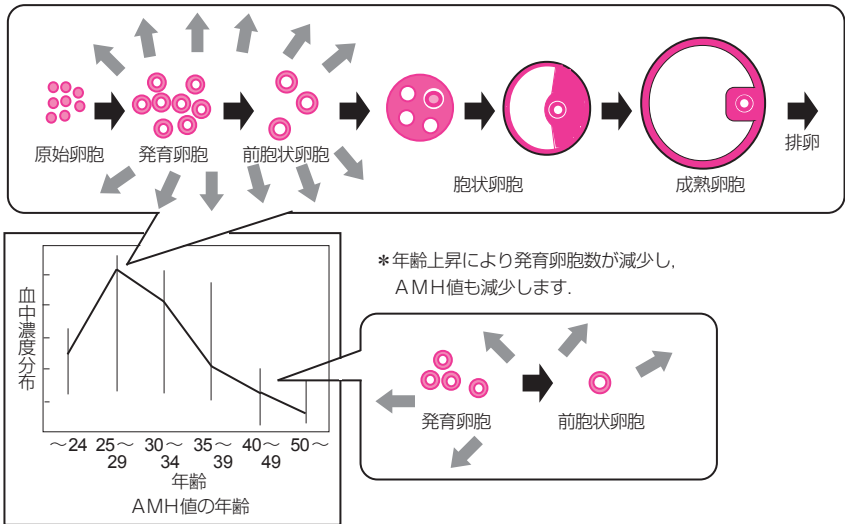 原始卵胞
発育卵胞
前胞状卵胞
胞状卵胞
成熟卵胞
排卵
＊年齢上昇により発育卵胞数が減少し，
ＡＭＨ値も減少します．
血中濃度分布
～24 25～29 30～34 35～39 40～49 50～
年齢
ＡＭＨ値の年齢
発育卵胞
前胞状卵胞